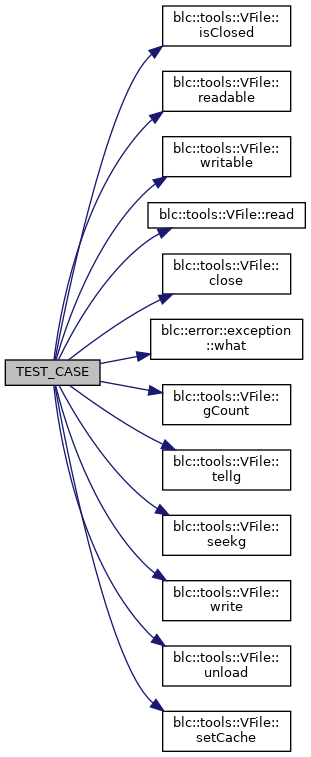 blc::tools::VFile::
isClosed
blc::tools::VFile::
readable
blc::tools::VFile::
writable
blc::tools::VFile::read
blc::tools::VFile::
close
blc::error::exception
::what
TEST_CASE
blc::tools::VFile::
gCount
blc::tools::VFile::
tellg
blc::tools::VFile::
seekg
blc::tools::VFile::
write
blc::tools::VFile::
unload
blc::tools::VFile::
setCache